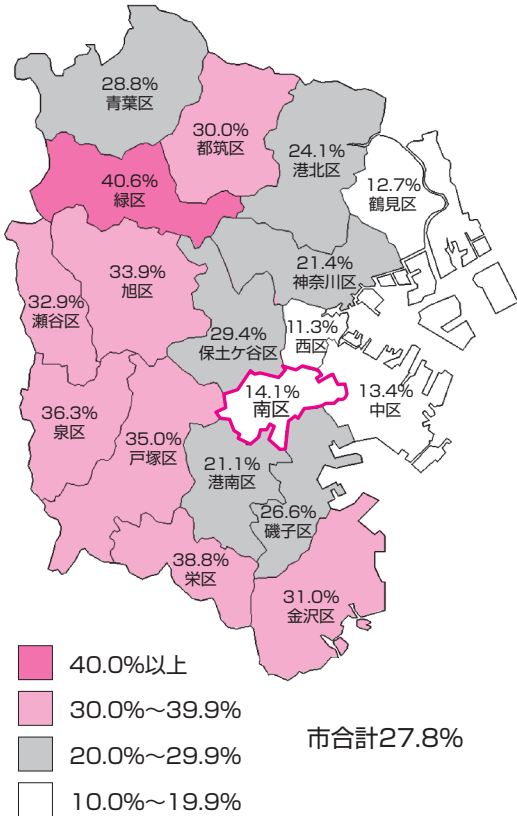 28.8%
青葉区
30.0%
都筑区
24.1%
港北区
40.6%
緑区
12.7%
鶴見区
21.4%
神奈川区
33.9%
旭区
32.9%
瀬谷区
29.4%
保土ケ谷区
11.3%
西区
14.1%
南区
13.4%
中区
36.3%
泉区
35.0%
戸塚区
21.1%
港南区
26.6%
磯子区
38.8%
栄区
31.0%
金沢区
40.0%以上
30.0%～39.9%
20.0%～29.9%
10.0%～19.9%
市合計27.8%